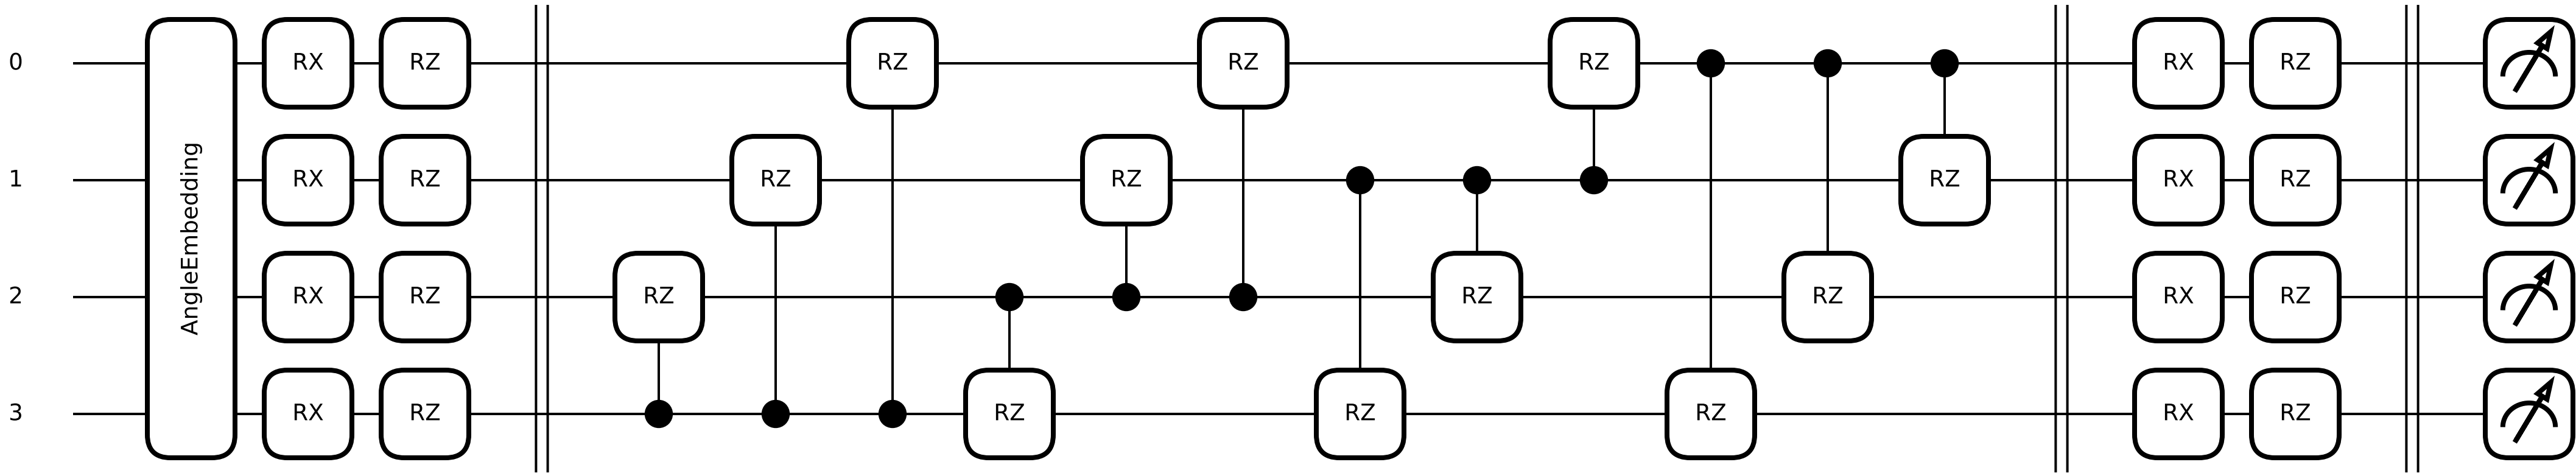 AngleEmbedding
0 RX RZ RZ RZ RZ RX RZ
1 RX RZ RZ RZ RZ RX RZ
2 RX RZ RZ RZ RZ RX RZ
3 RX RZ RZ RZ RZ RX RZ